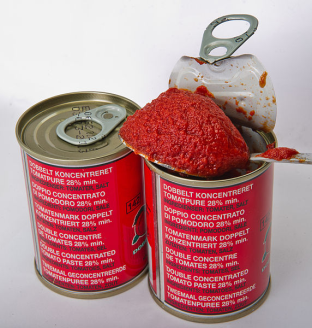 DOBBELT KONCENTRERET
TOMATPURE 28% min.
DOPPIO CONCENTRATO
DI POMODORO 28% min.
TOMATENMARK DOPPELT
KONZENTRIERT 28% min.
DOUBLE CONCENTRE
DE TOMATES 28% min.
DOUBLE CONCENTRATED
TOMATO PASTE 28% min.
TWEEMAAL GECONCENTREERDE
TOMATENPUREE 28% min.
DOBBELT KONCENTRERET
TOMATPURE 28% min.
DOPPIO CONCENTRATO
DI POMODORO 28% min.
TOMATENMARK DOPPELT
KONZENTRIERT 28% min.
DOUBLE CONCENTRE
DE TOMATES 28% min.
DOUBLE CONCENTRATED
TOMATO PASTE 28% min.
TWEEMAAL GECONCENTREERDE
TOMATENPUREE 28% min.